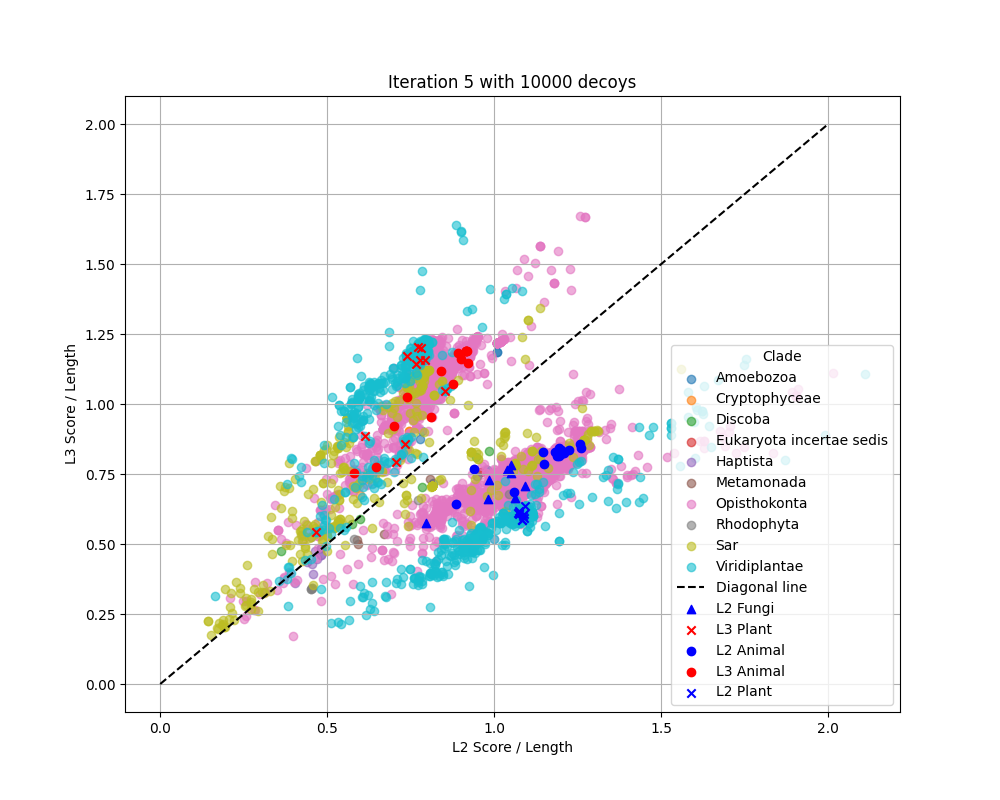 Iteration 5 with 10000 decoys
L3 Score / Length
2.00
1.75
1.50
1.25
1.00
0.75
0.50
0.25
0.00
Clade
Amoebozoa
Cryptophyceae
Discoba
Eukaryota incertae sedis
Haptista
Metamonada
Opisthokonta
Rhodophyta
Sar
Viridiplantae
Diagonal line
L2 Fungi
L3 Plant
L2 Animal
L3 Animal
L2 Plant
0.0 0.5 1.0 1.5 2.0
L2 Score / Length